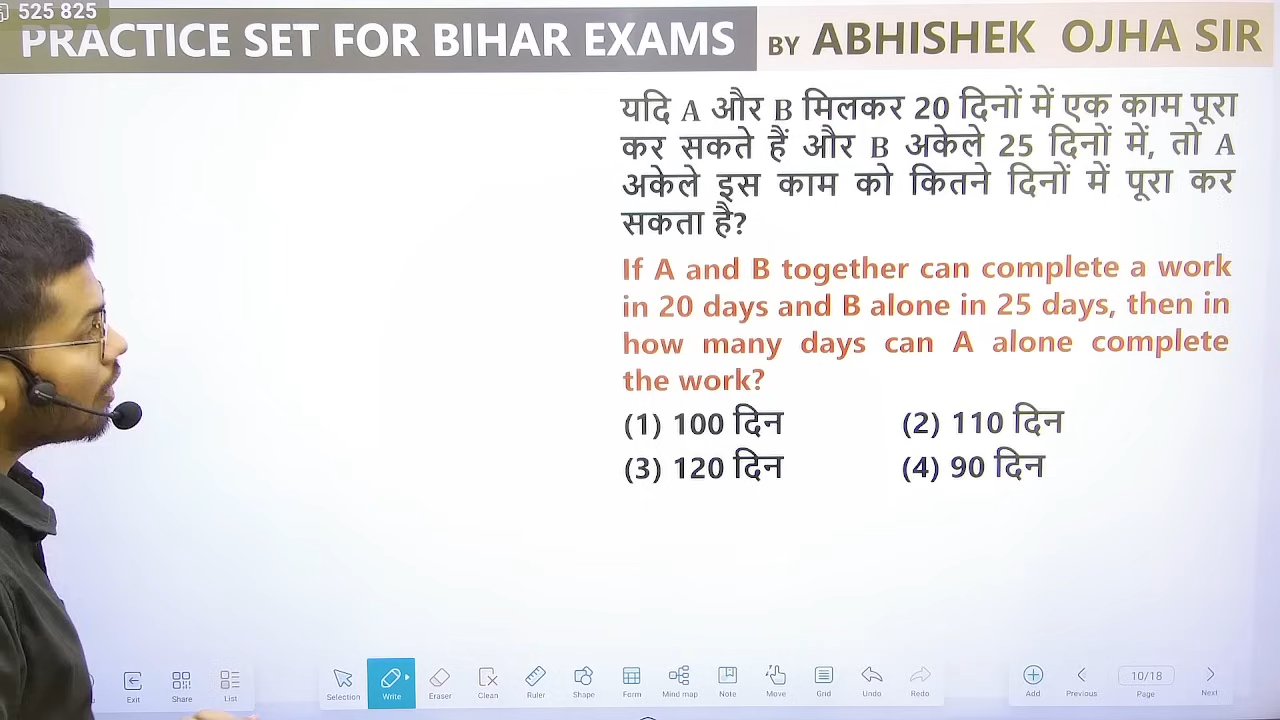 525 825
PRACTICE SET FOR BIHAR EXAMS BY ABHISHEK OJHA SIR
यदि A और B मिलकर 20 दिनों में एक काम पूरा
कर सकते हैं और B अकेले 25 दिनों में, तो A
अकेले इस काम को कितने दिनों में पूरा कर
सकता है?
If A and B together can complete a work
in 20 days and B alone in 25 days, then in
how many days can A alone complete
the work?
(1) 100 दिन (2) 110 दिन
(3) 120 दिन (4) 90 दिन
Exit Share List Selection Write Eraser Clean Ruler Shape Form Mind map Note Move Undo Redo Add Previous 10/18 Page Next